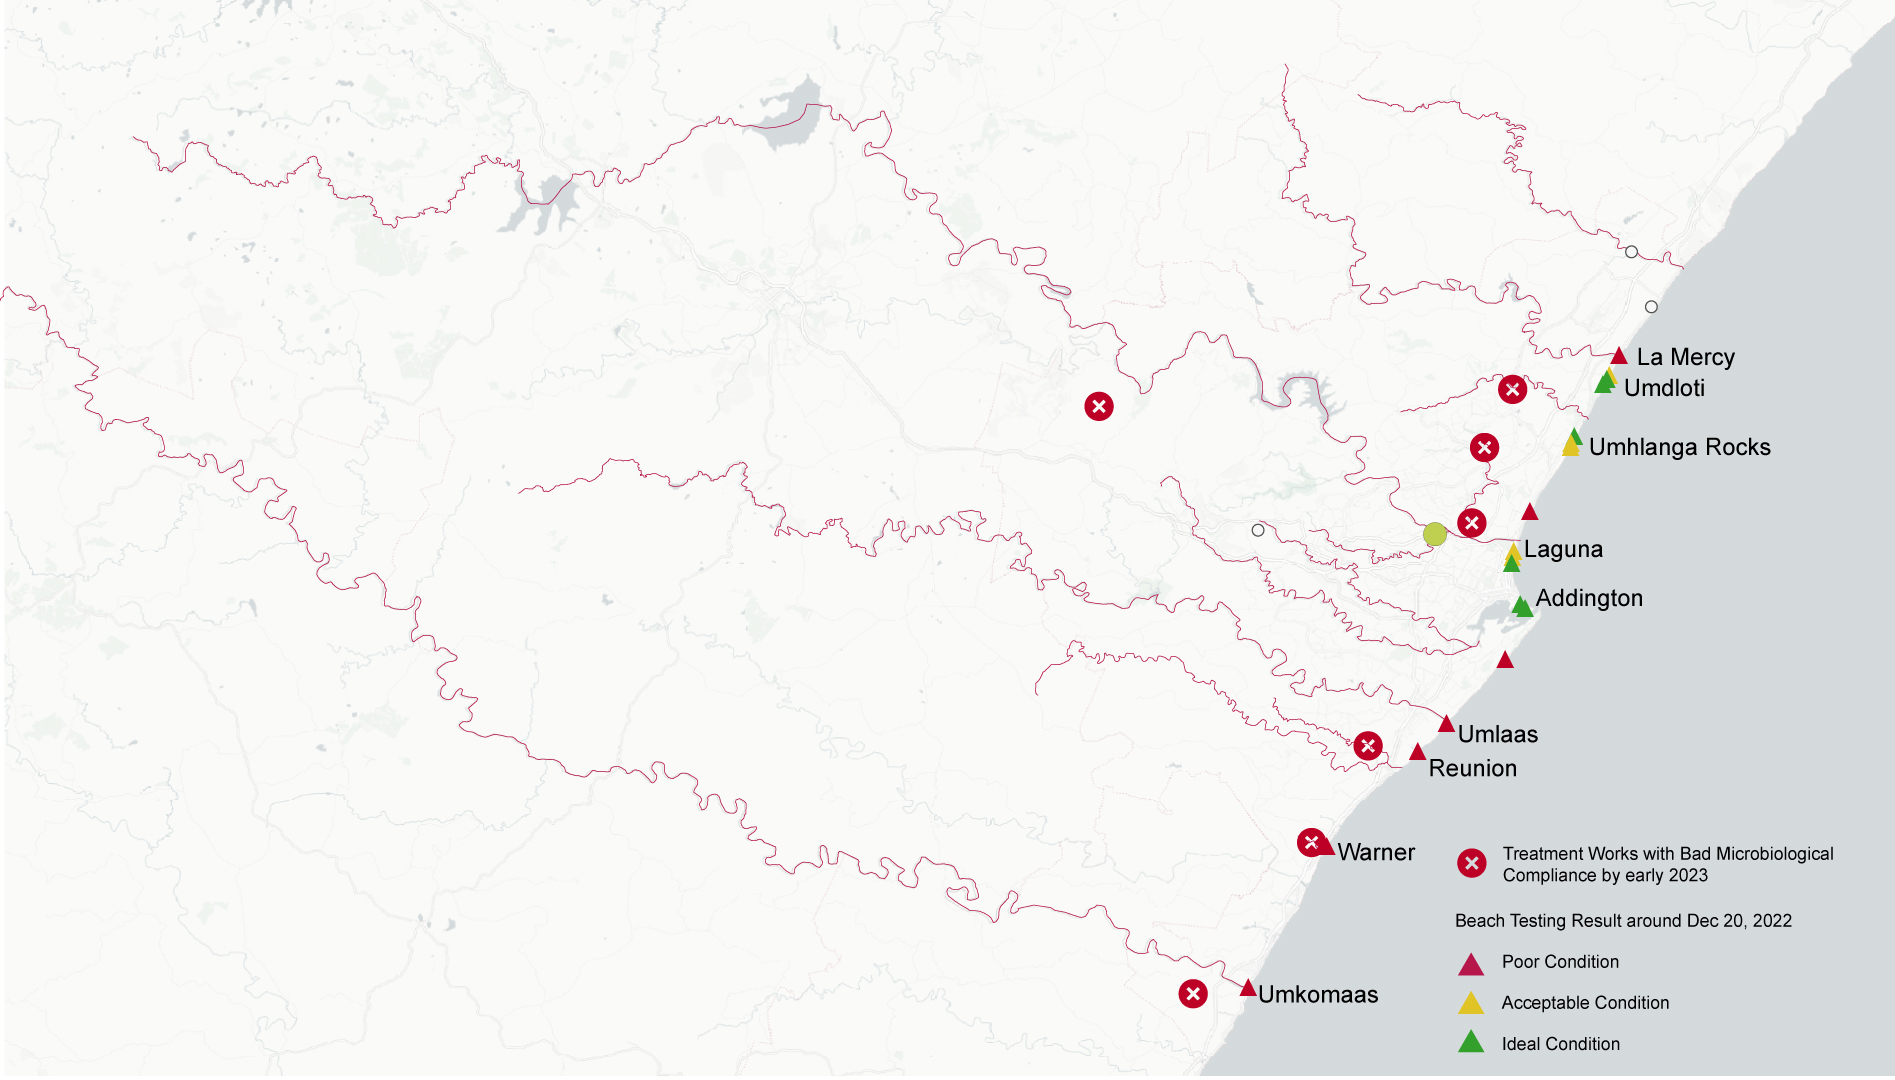 La Mercy
Umdloti
Umhlanga Rocks
Laguna
Addington
Umlaas
Reunion
Warner
Umkomaas
Treatment Works with Bad Microbiological
Compliance by early 2023
Beach Testing Result around Dec 20, 2022
Poor Condition
Acceptable Condition
Ideal Condition